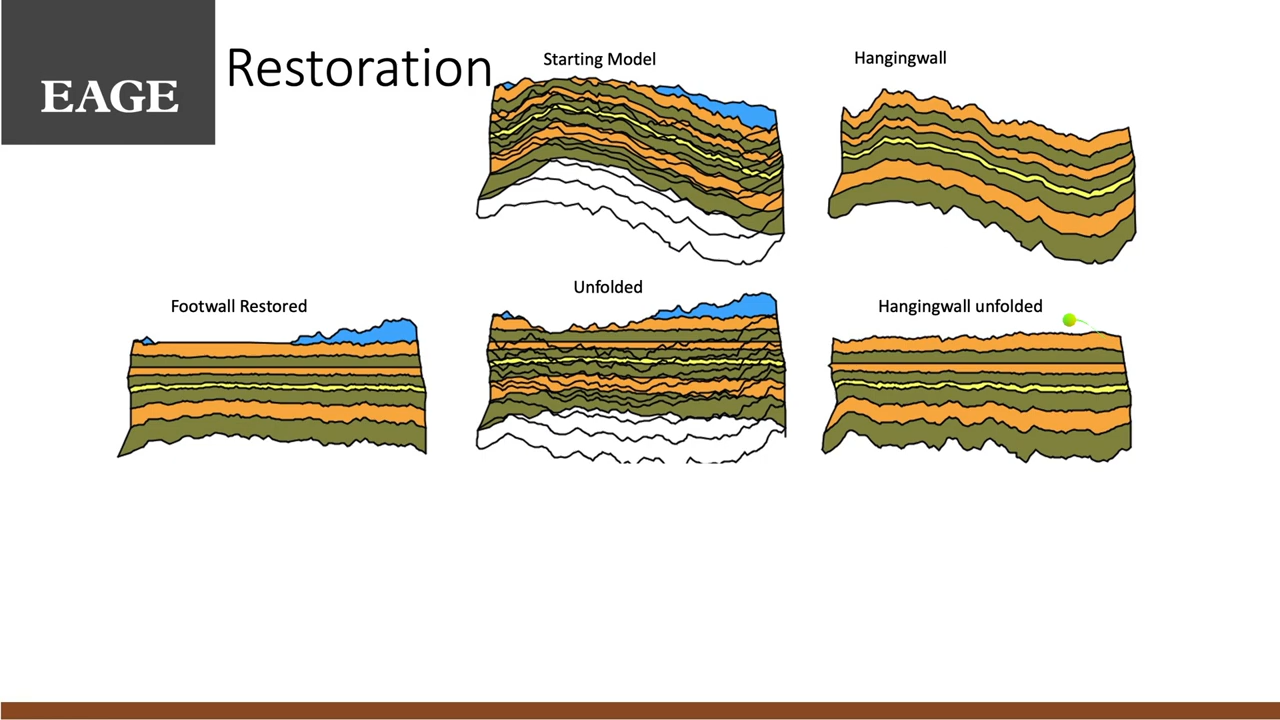 EAGE
Restoration
Starting Model
Hangingwall
Footwall Restored
Unfolded
Hangingwall unfolded